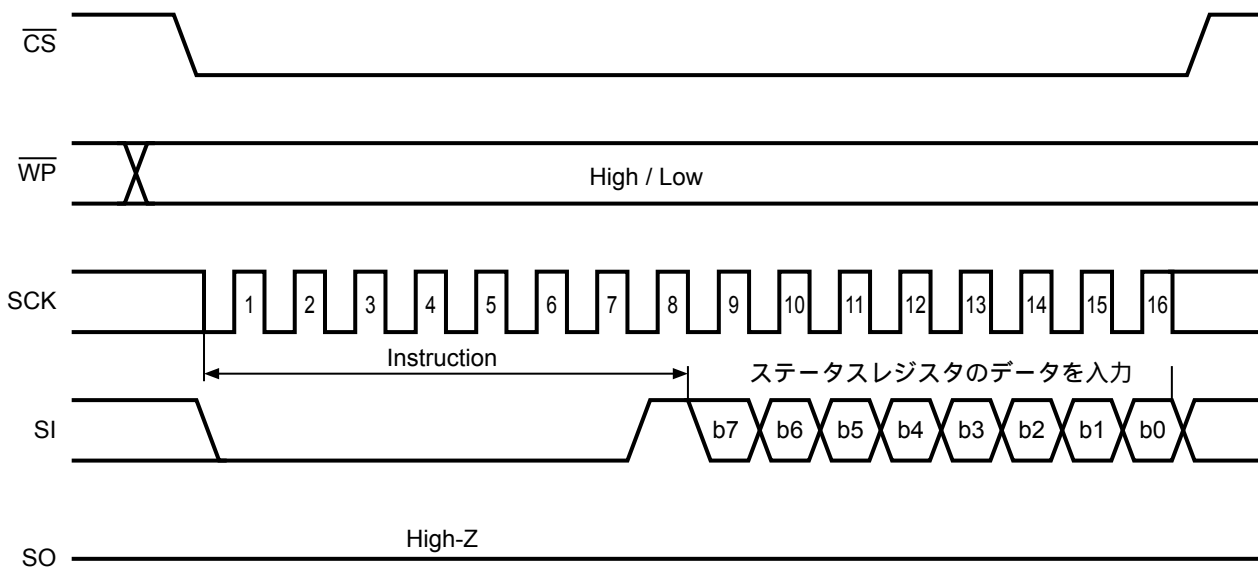 CS
WP
High / Low
SCK
1 2 3 4 5 6 7 8 9 10 11 12 13 14 15 16
Instruction
ステータスレジスタのデータを入力
SI
b7 b6 b5 b4 b3 b2 b1 b0
High-Z
SO